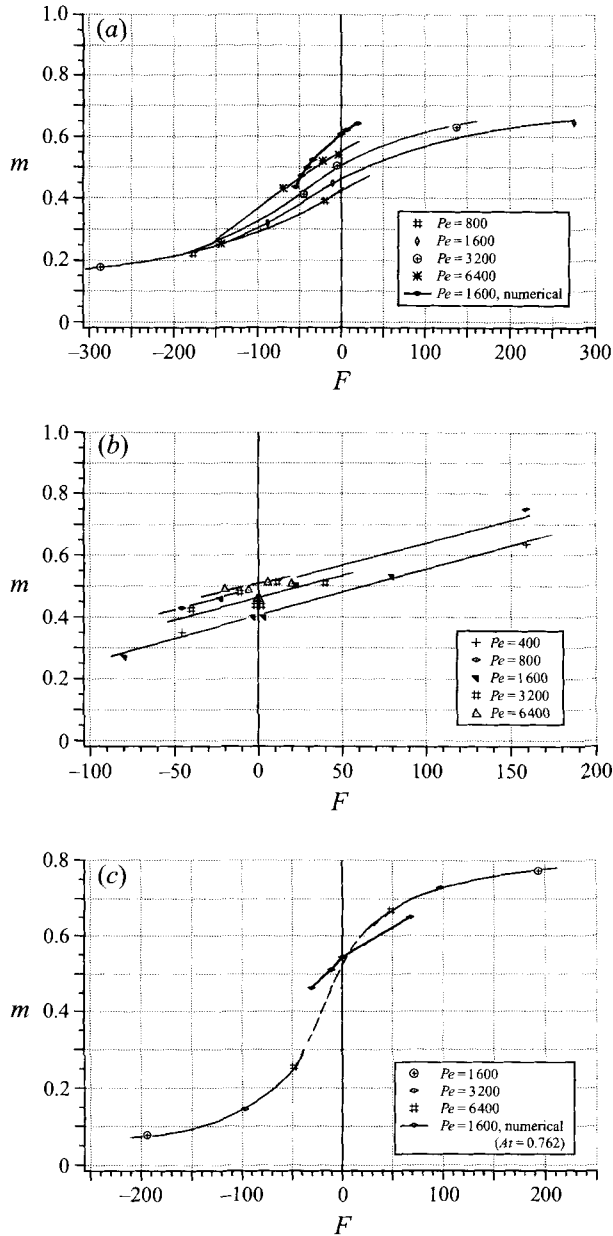 (a)
1.0
0.8
0.6
m
0.4
0.2
0
Pe = 800
Pe = 1600
Pe = 3200
Pe = 6400
Pe = 1600, numerical
−300 −200 −100 0 100 200 300
F
(b)
1.0
0.8
0.6
m
0.4
0.2
0
Pe = 400
Pe = 800
Pe = 1600
Pe = 3200
Pe = 6400
−100 −50 0 50 100 150 200
F
(c)
0.8
0.6
m
0.4
0.2
0
Pe = 1600
Pe = 3200
Pe = 6400
Pe = 1600, numerical
(At = 0.762)
−200 −100 0 100 200
F